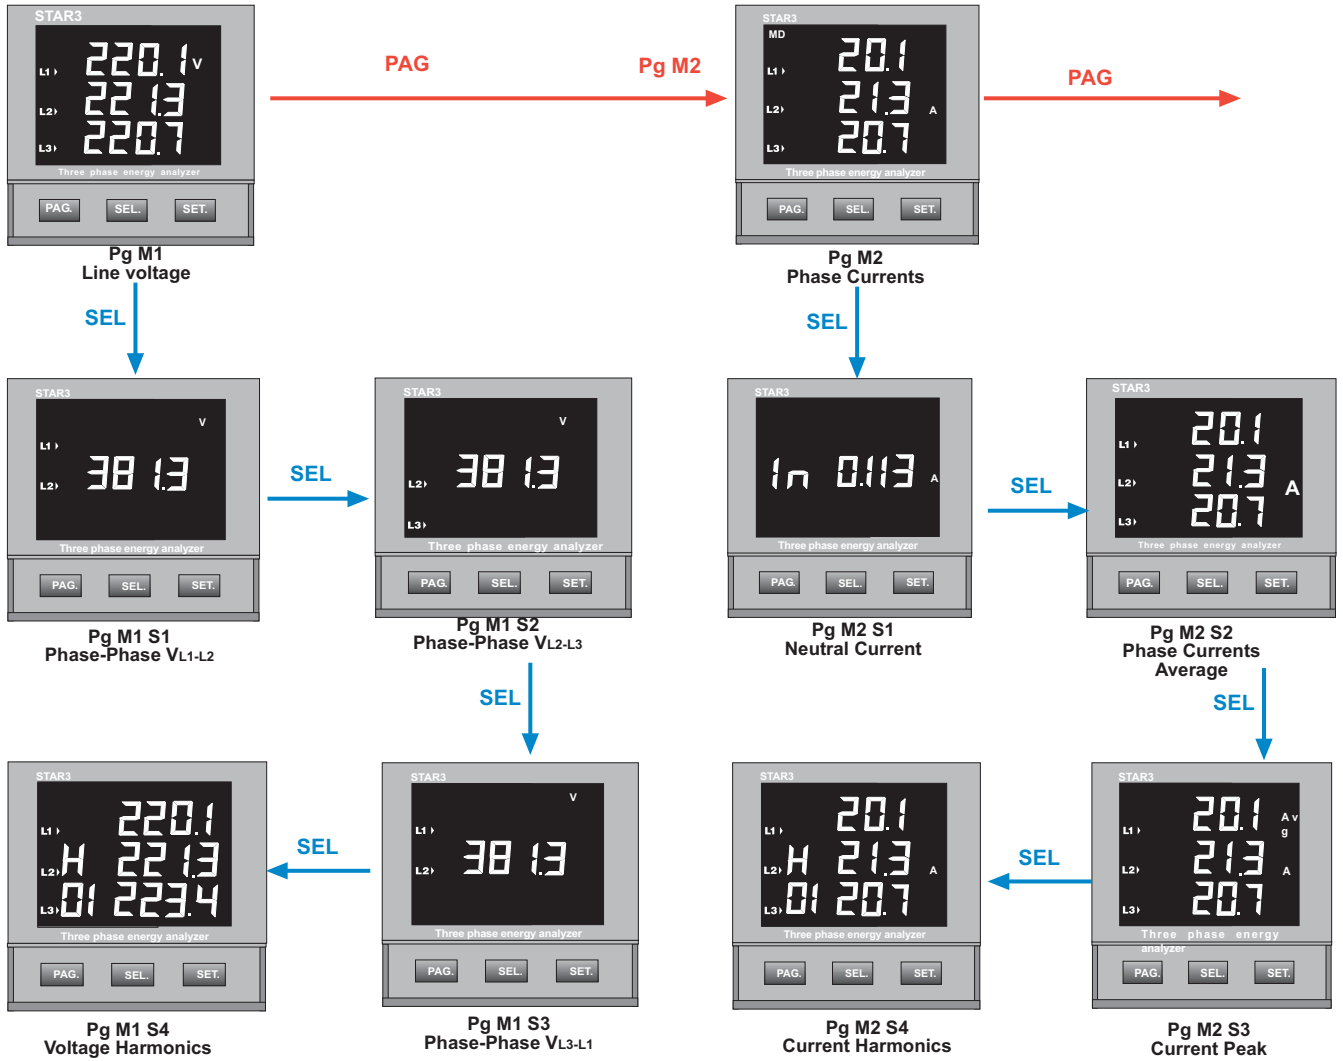 STAR3
220.1 V
L1
L2
221.3
L3
220.7
Three phase energy analyzer
PAG. SEL. SET.
Pg M1
Line voltage
PAG
Pg M2
STAR3
MD
20.1
L1
L2
21.3
A
L3
20.7
Three phase energy analyzer
PAG. SEL. SET.
Pg M2
Phase Currents
PAG
SEL
SEL
STAR3
V
L1
L2
381.3
Three phase energy analyzer
PAG. SEL. SET.
Pg M1 S1
Phase-Phase VL1-L2
SEL
STAR3
V
L2
381.3
L3
Three phase energy analyzer
PAG. SEL. SET.
Pg M1 S2
Phase-Phase VL2-L3
STAR3
In 0.113 A
Three phase energy analyzer
PAG. SEL. SET.
Pg M2 S1
Neutral Current
SEL
STAR3
20.1
L1
L2
21.3
A
L3
20.7
Three phase energy analyzer
PAG. SEL. SET.
Pg M2 S2
Phase Currents
Average
SEL
SEL
STAR3
220.1
L1
L2
H 221.3
L3
01 223.4
Three phase energy analyzer
PAG. SEL. SET.
Pg M1 S4
Voltage Harmonics
SEL
STAR3
V
L1
L2
381.3
Three phase energy analyzer
PAG. SEL. SET.
Pg M1 S3
Phase-Phase VL3-L1
STAR3
20.1
L1
L2
H 21.3
A
L3
01 20.7
Three phase energy analyzer
PAG. SEL. SET.
Pg M2 S4
Current Harmonics
SEL
STAR3
20.1
A v
g
L1
L2
21.3
A
L3
20.7
Three phase energy
analyzer
PAG. SEL. SET.
Pg M2 S3
Current Peak